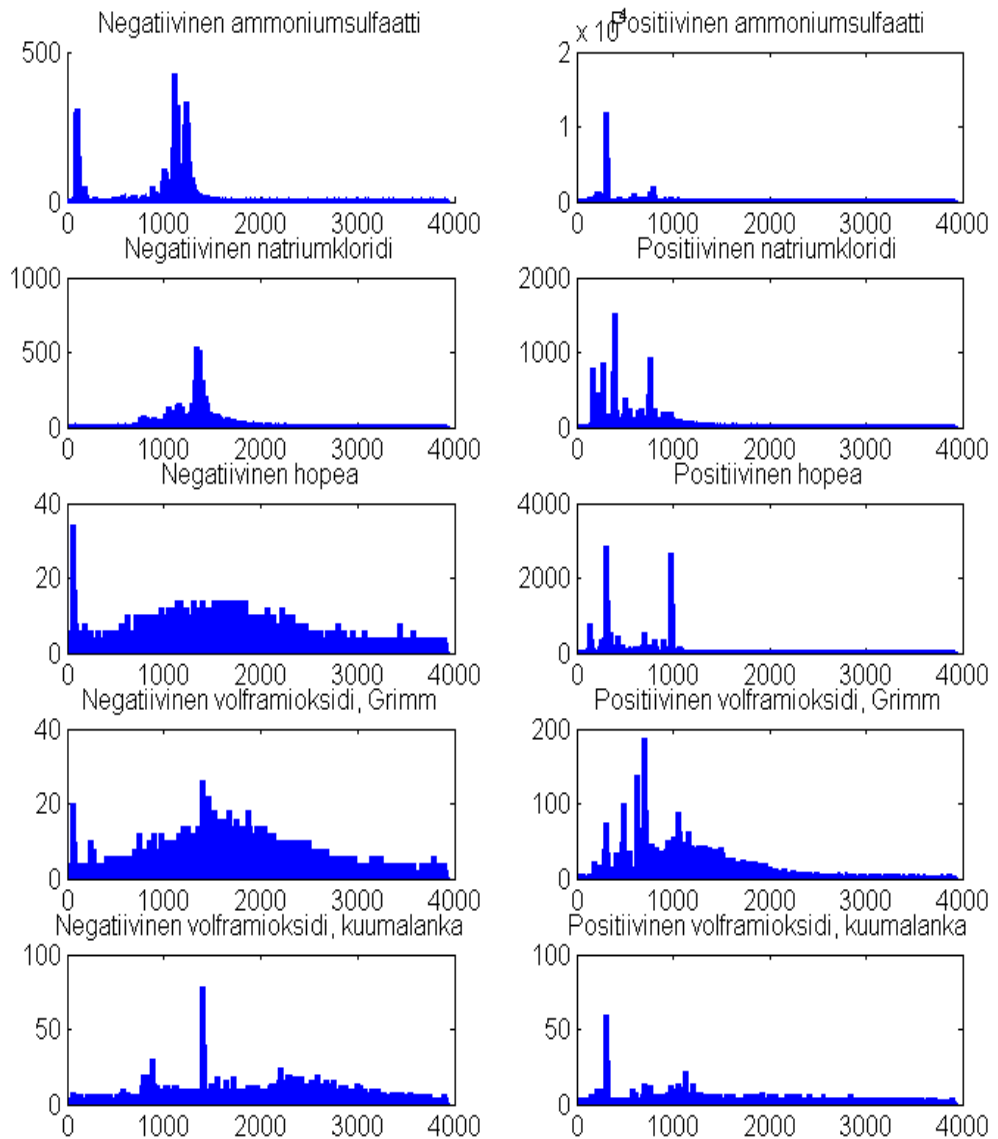 Negatiivinen ammoniumsulfaatti
500
0
0 1000 2000 3000 4000
Positiivinen ammoniumsulfaatti
x 10^4
2
1
0
0 1000 2000 3000 4000
Negatiivinen natriumkloridi
1000
500
0
0 1000 2000 3000 4000
Positiivinen natriumkloridi
2000
1000
0
0 1000 2000 3000 4000
Negatiivinen hopea
40
20
0
0 1000 2000 3000 4000
Positiivinen hopea
4000
2000
0
0 1000 2000 3000 4000
Negatiivinen volframioksidi, Grimm
40
20
0
0 1000 2000 3000 4000
Positiivinen volframioksidi, Grimm
200
100
0
0 1000 2000 3000 4000
Negatiivinen volframioksidi, kuumalanka
100
50
0
0 1000 2000 3000 4000
Positiivinen volframioksidi, kuumalanka
100
50
0
0 1000 2000 3000 4000